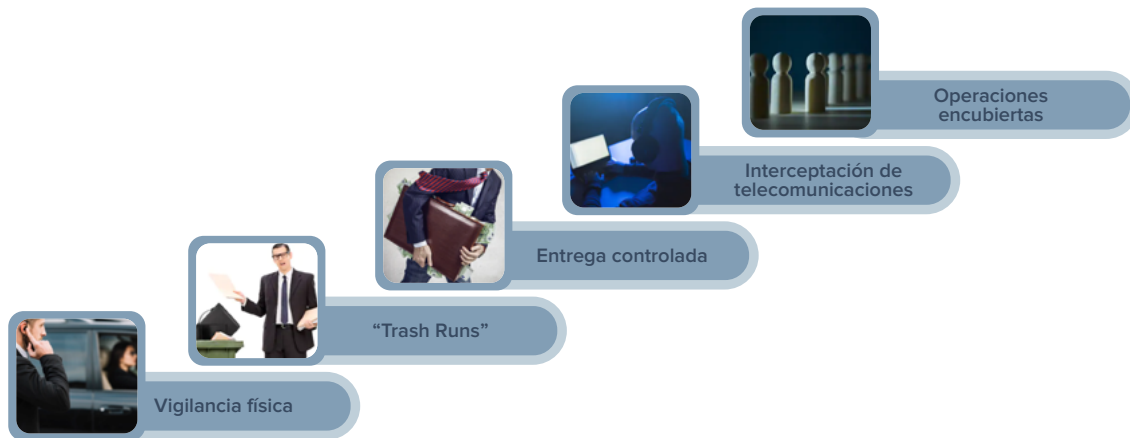 Operaciones
encubiertas
Interceptación de
telecomunicaciones
Entrega controlada
“Trash Runs”
Vigilancia física